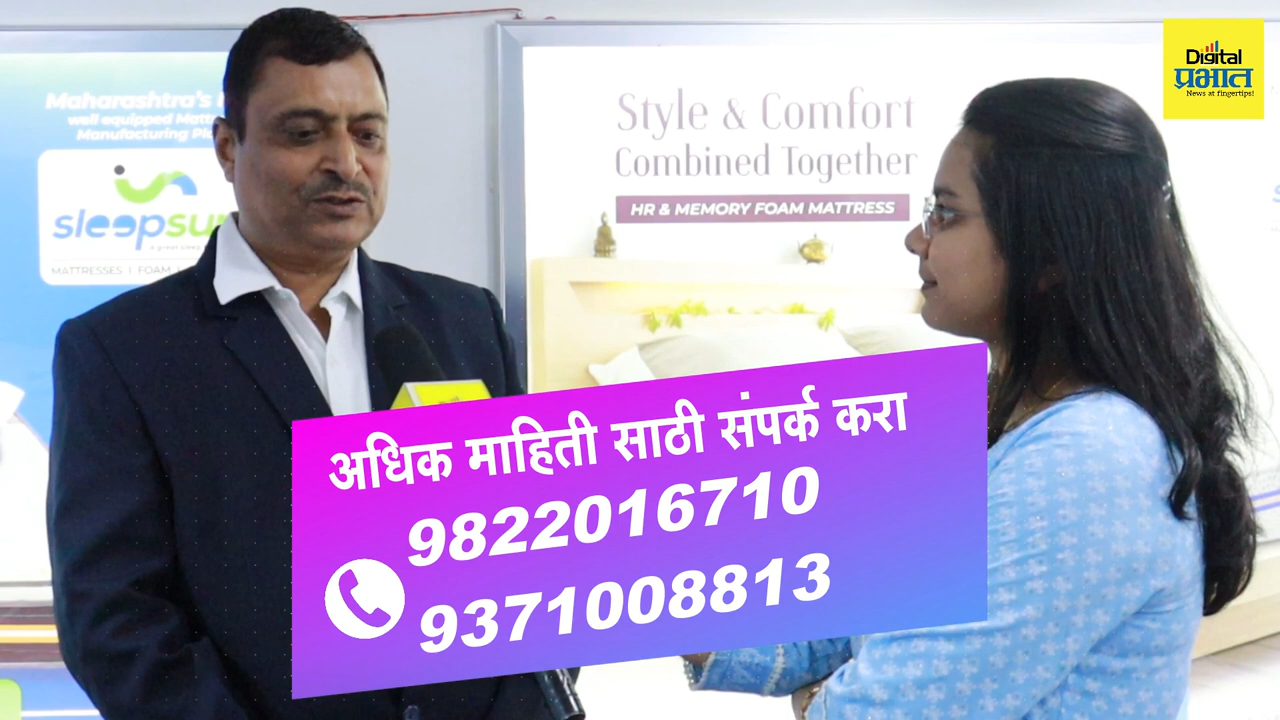 Digital
प्रभात
News at fingertips!
Maharashtra's
well equipped
Manufacturing
MATTRESSES | FOAM |
Style & Comfort
Combined Together
HR & MEMORY FOAM MATTRESS
अधिक माहिती साठी संपर्क करा
9822016710
9371008813